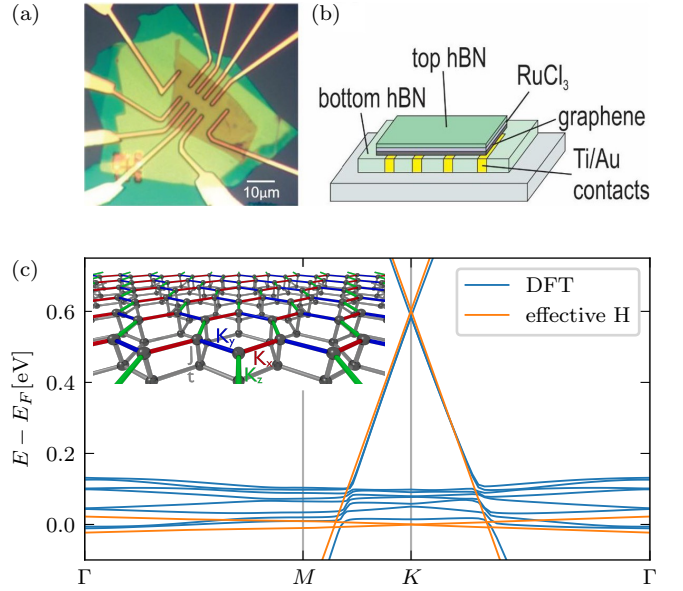 (a)
10μm
(b)
top hBN
RuCl3
bottom hBN
graphene
Ti/Au
contacts
(c)
DFT
effective H
Ky
Kx
J
Kz
t
E − EF [eV]
0.6
0.4
0.2
0.0
Γ
M
K
Γ